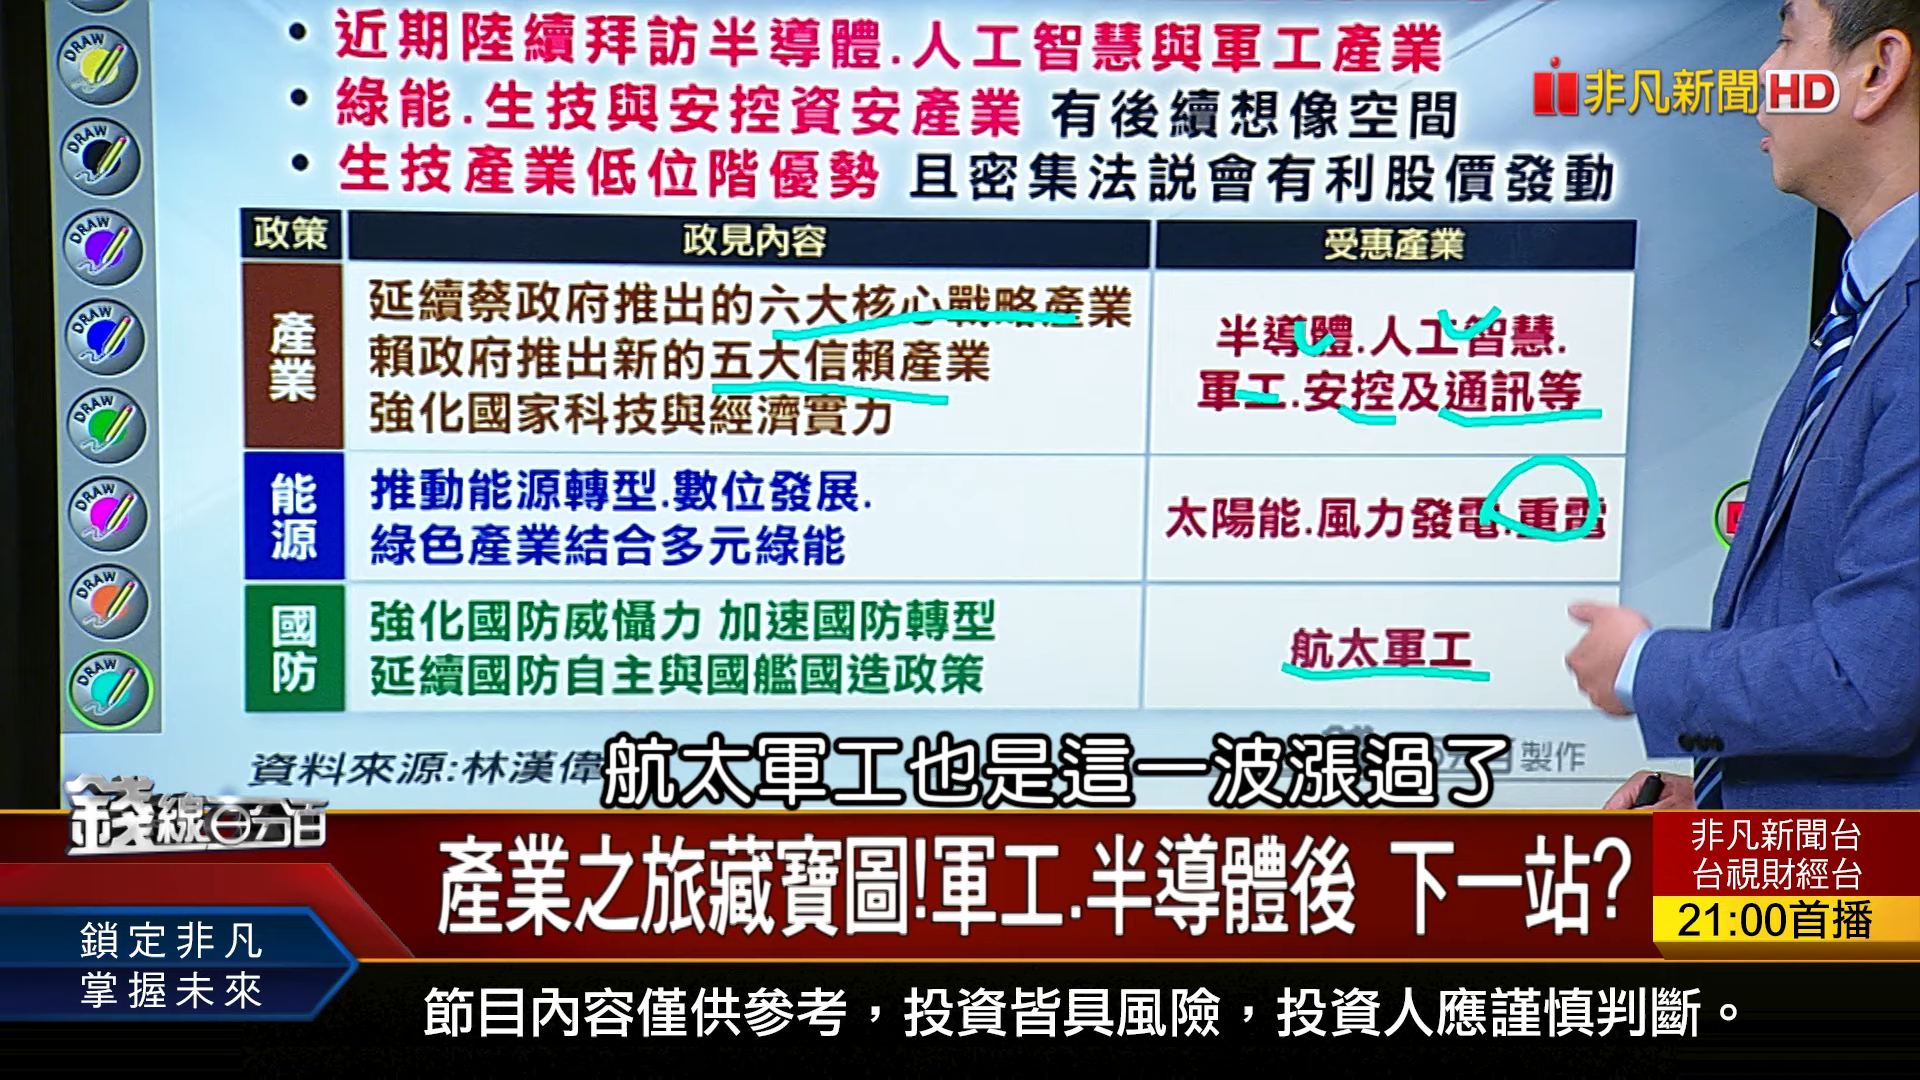 近期陸續拜訪半導體.人工智慧與軍工產業
非凡新聞HD
綠能.生技與安控資安產業 有後續想像空間
生技產業低位階優勢 且密集法説會有利股價發動
DRAW
DRAW
DRAW
DRAW
DRAW
DRAW
DRAW
DRAW
政策 政見內容 受惠產業
產業
延續蔡政府推出的六大核心戰略產業
賴政府推出新的五大信賴產業
強化國家科技與經濟實力
半導體.人工智慧.
軍工.安控及通訊等
能源
推動能源轉型.數位發展.
綠色產業結合多元綠能
太陽能.風力發電.重電
國防
強化國防威懾力 加速國防轉型
延續國防自主與國艦國造政策
航太軍工
資料來源:林漢偉
製作
航太軍工也是這一波漲過了
錢線百分百
產業之旅藏寶圖!軍工.半導體後 下一站?
非凡新聞台
台視財經台
21:00首播
鎖定非凡
掌握未來
節目內容僅供參考，投資皆具風險，投資人應謹慎判斷。